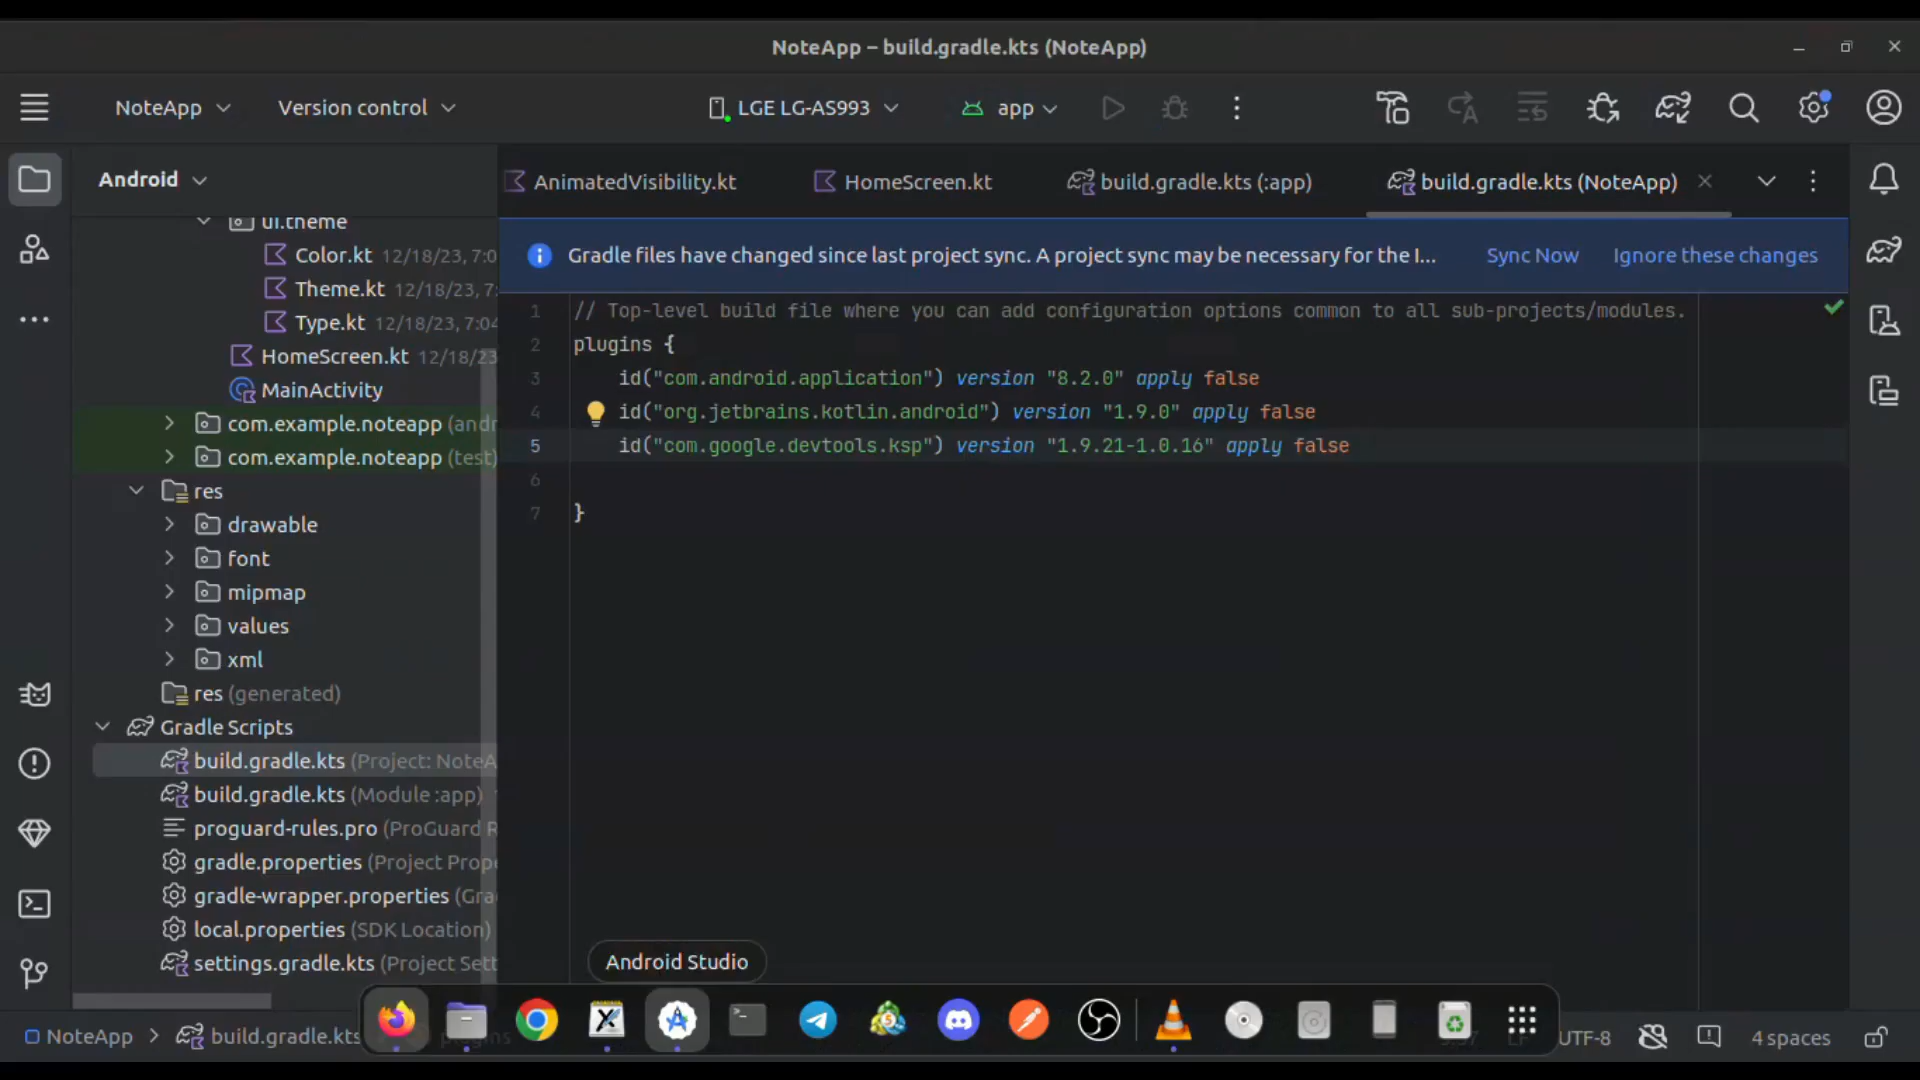 NoteApp – build.gradle.kts (NoteApp)
NoteApp
Version control
LGE LG-AS993
app
Android
AnimatedVisibility.kt
HomeScreen.kt
build.gradle.kts (:app)
build.gradle.kts (NoteApp)
Gradle files have changed since last project sync. A project sync may be necessary for the I...
Sync Now
Ignore these changes
ui.theme
Color.kt 12/18/23, 7:0
Theme.kt 12/18/23, 7:
Type.kt 12/18/23, 7:04
HomeScreen.kt 12/18/23
MainActivity
com.example.noteapp (andr
com.example.noteapp (test)
res
drawable
font
mipmap
values
xml
res (generated)
Gradle Scripts
build.gradle.kts (Project: NoteA
build.gradle.kts (Module :app)
proguard-rules.pro (ProGuard R
gradle.properties (Project Prope
gradle-wrapper.properties (Gra
local.properties (SDK Location)
settings.gradle.kts (Project Sett
1 // Top-level build file where you can add configuration options common to all sub-projects/modules.
2 plugins {
3 id("com.android.application") version "8.2.0" apply false
4 id("org.jetbrains.kotlin.android") version "1.9.0" apply false
5 id("com.google.devtools.ksp") version "1.9.21-1.0.16" apply false
6
7 }
Android Studio
NoteApp
build.gradle.kts
UTF-8
4 spaces